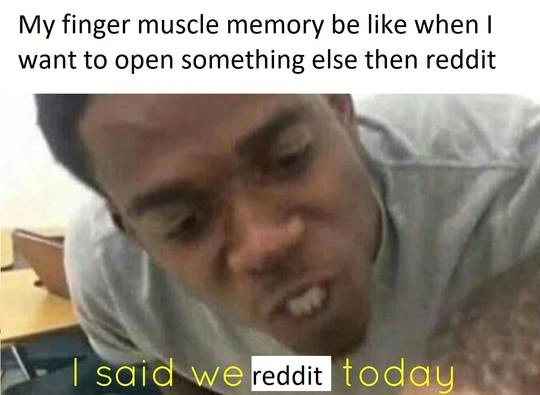 My finger muscle memory be like when I
want to open something else then reddit
I said we reddit today